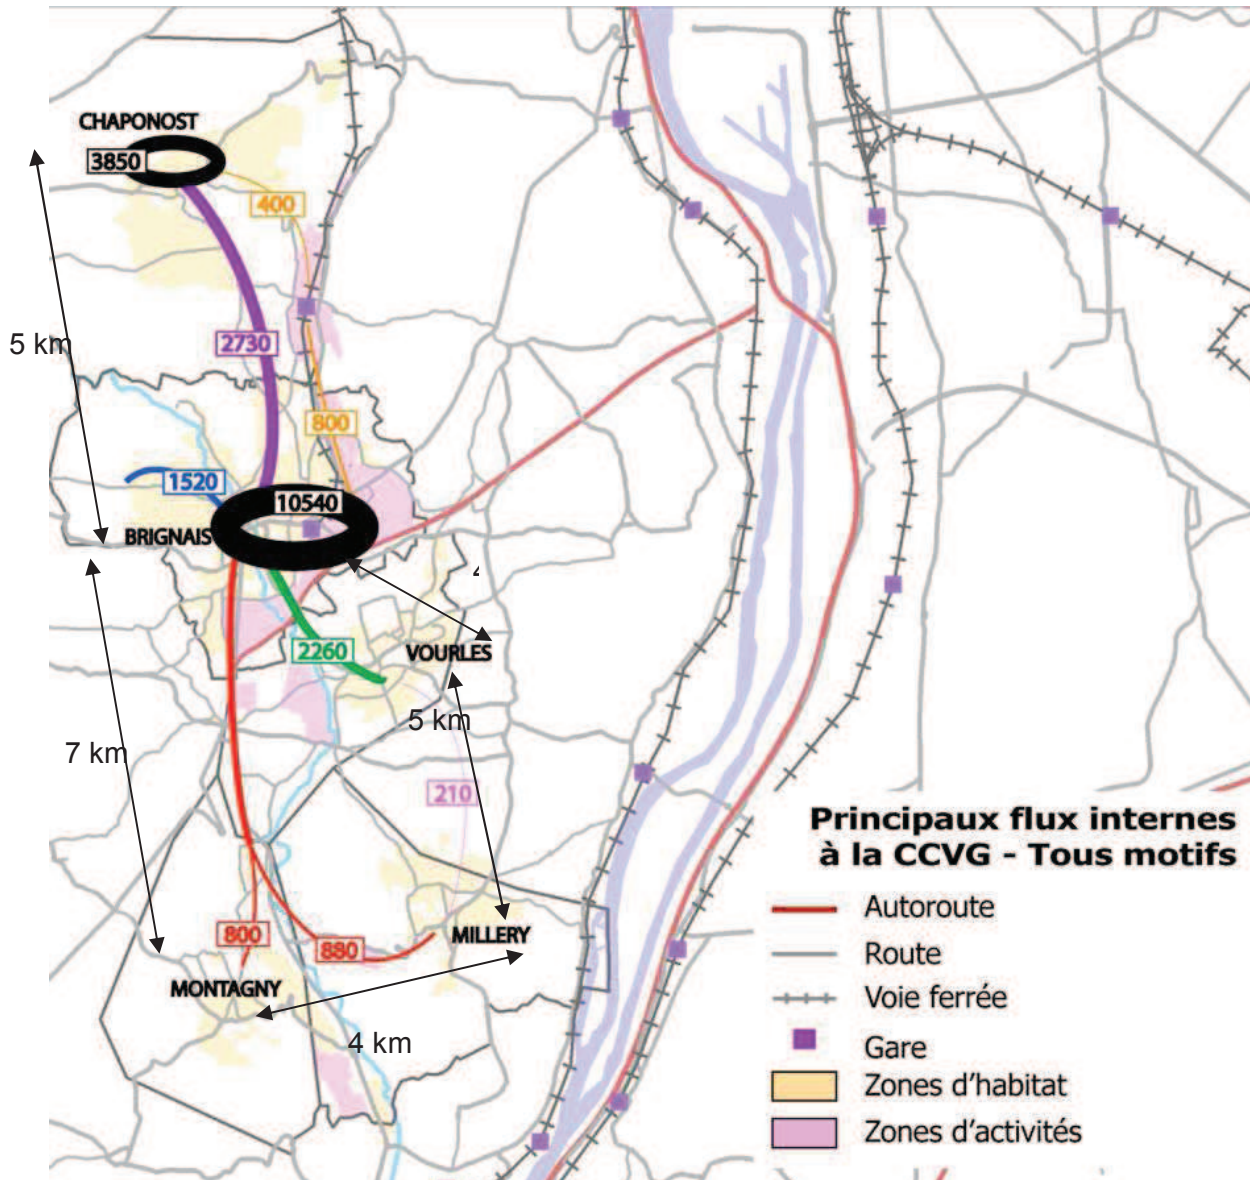 CHAPONOST
3850
400
5 km
2730
800
1520
10540
BRIGNAIS
2260
VOURLES
5 km
7 km
210
800
880
MILLERY
MONTAGNY
4 km
Principaux flux internes
à la CCVG - Tous motifs
Autoroute
Route
Voie ferrée
Gare
Zones d'habitat
Zones d'activités